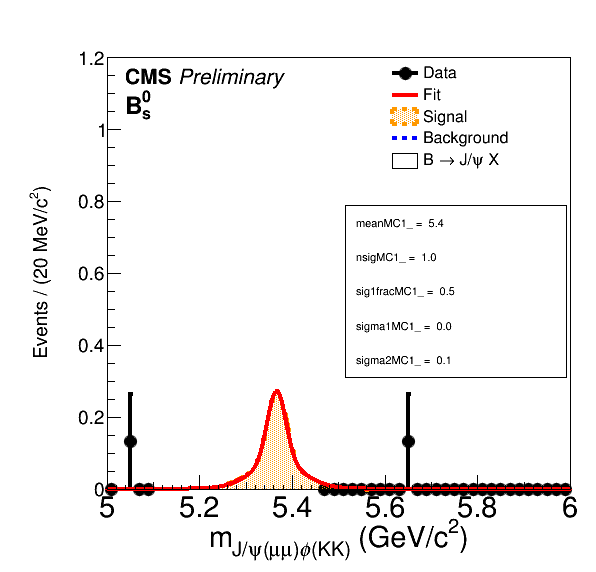 CMS Preliminary
B⁰ₛ
Data
Fit
Signal
Background
B → J/ψ X
meanMC1_ = 5.4
nsigMC1_ = 1.0
sig1fracMC1_ = 0.5
sigma1MC1_ = 0.0
sigma2MC1_ = 0.1
Events / (20 MeV/c²)
1.2
1
0.8
0.6
0.4
0.2
0
5 5.2 5.4 5.6 5.8 6
m_J/ψ(μμ)ϕ(KK) (GeV/c²)